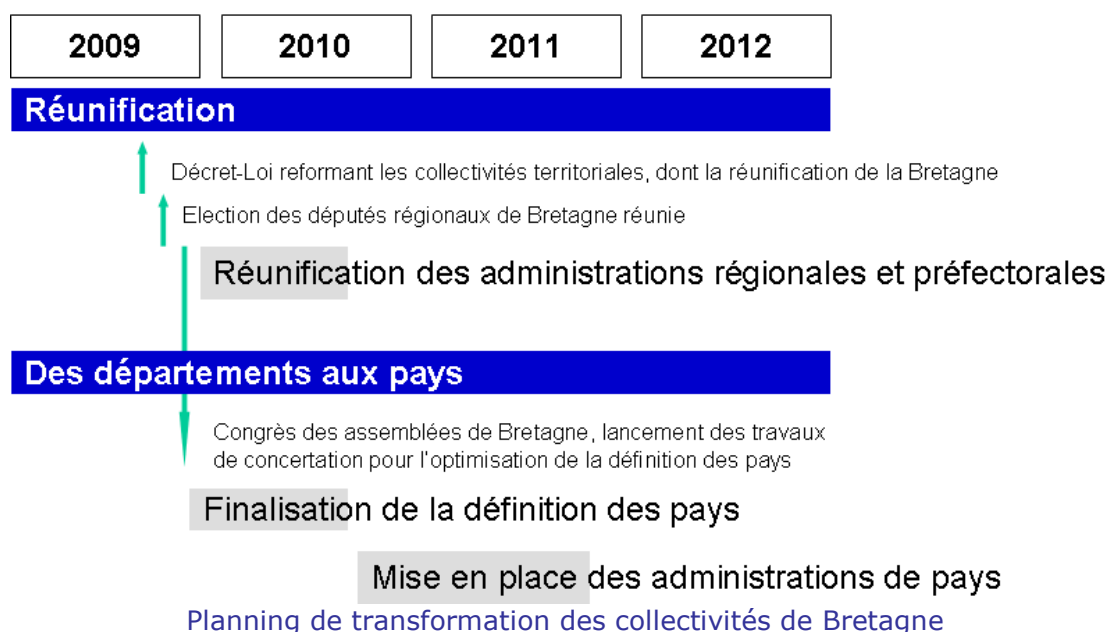 2009 2010 2011 2012
Réunification
Décret-Loi reformant les collectivités territoriales, dont la réunification de la Bretagne
Election des députés régionaux de Bretagne réunie
Réunification des administrations régionales et préfectorales
Des départements aux pays
Congrès des assemblées de Bretagne, lancement des travaux
de concertation pour l'optimisation de la définition des pays
Finalisation de la définition des pays
Mise en place des administrations de pays
Planning de transformation des collectivités de Bretagne